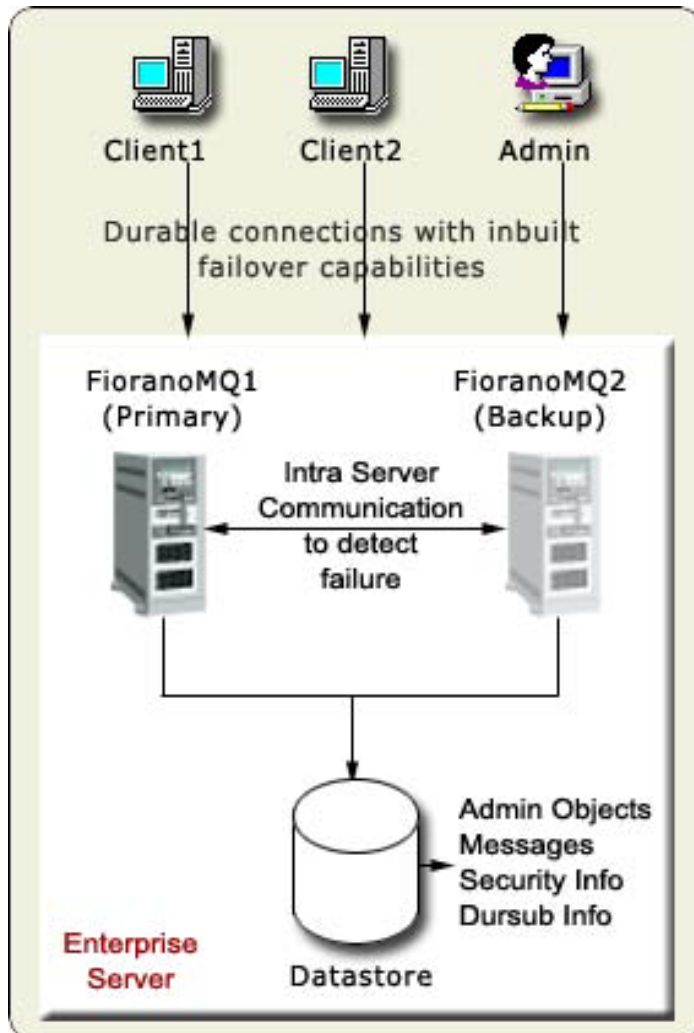 Client1
Client2
Admin
Durable connections with inbuilt
failover capabilities
FioranoMQ1
(Primary)
FioranoMQ2
(Backup)
Intra Server
Communication
to detect
failure
Admin Objects
Messages
Security Info
Dursub Info
Enterprise
Server
Datastore